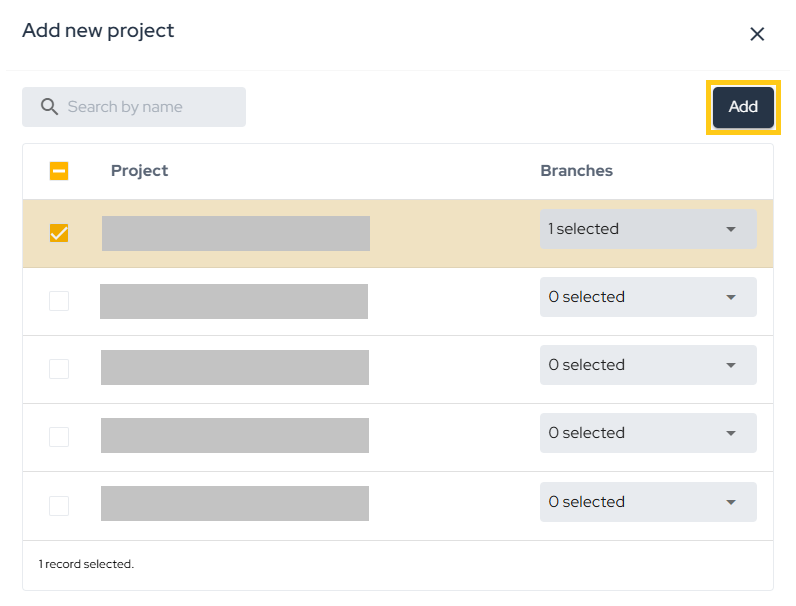 Add new project
Search by name
Add
Project Branches
1 selected
0 selected
0 selected
0 selected
0 selected
1 record selected.